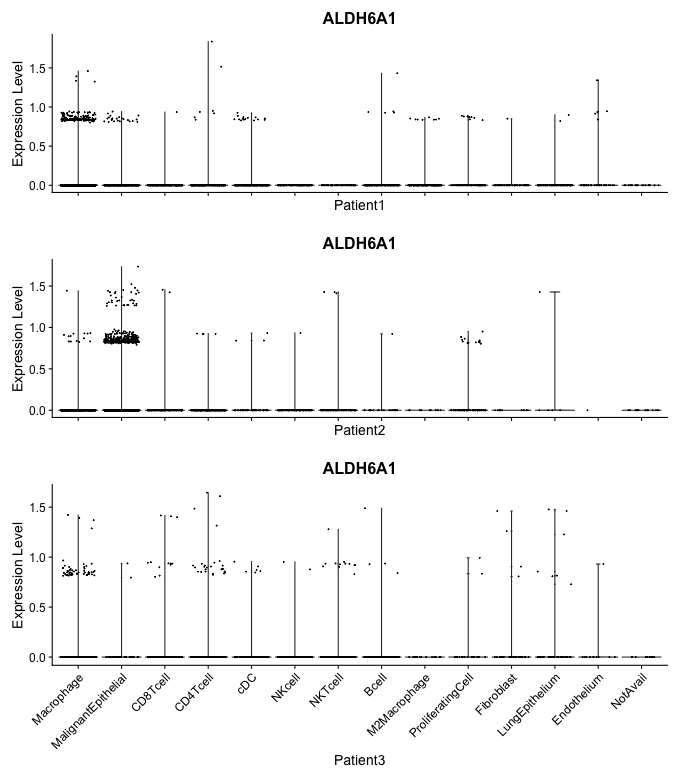 ALDH6A1
Expression Level
1.5
1.0
0.5
0.0
Patient1
ALDH6A1
Expression Level
1.5
1.0
0.5
0.0
Patient2
ALDH6A1
Expression Level
1.5
1.0
0.5
0.0
Macrophage
MalignantEpithelial
CD8Tcell
CD4Tcell
cDC
NKcell
NKTcell
Bcell
M2Macrophage
ProliferatingCell
Fibroblast
LungEpithelium
Endothelium
NotAvail
Patient3